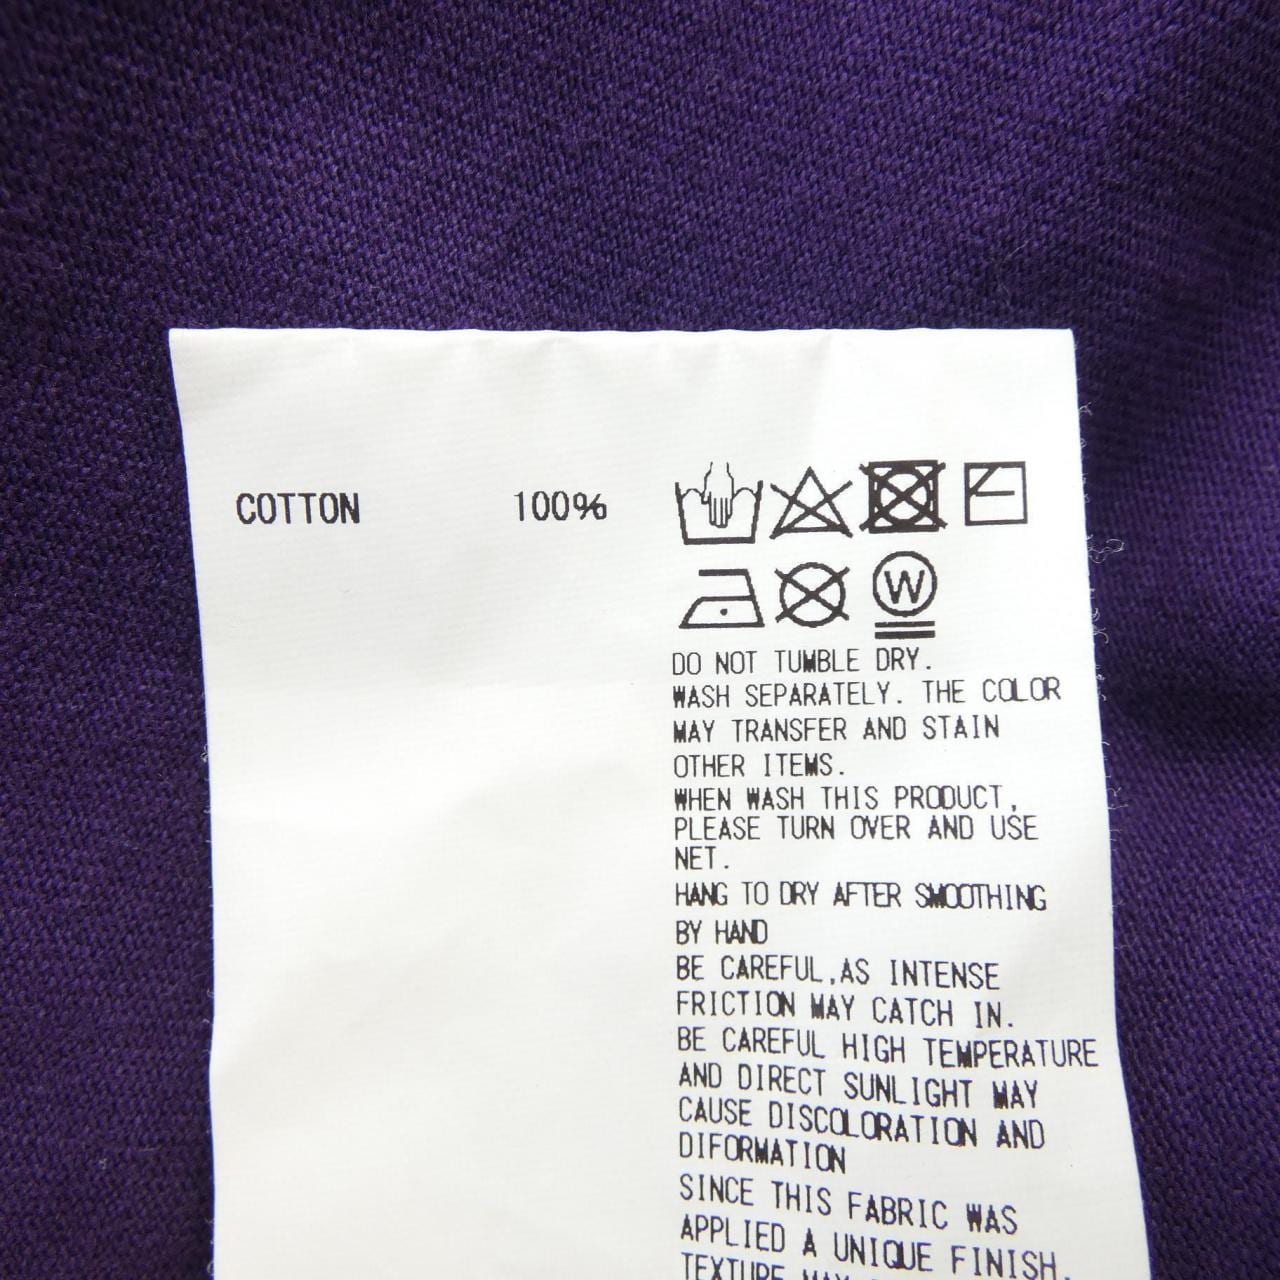 COTTON 100%
W
DO NOT TUMBLE DRY.
WASH SEPARATELY. THE COLOR
MAY TRANSFER AND STAIN
OTHER ITEMS.
WHEN WASH THIS PRODUCT,
PLEASE TURN OVER AND USE
NET.
HANG TO DRY AFTER SMOOTHING
BY HAND
BE CAREFUL,AS INTENSE
FRICTION MAY CATCH IN.
BE CAREFUL HIGH TEMPERATURE
AND DIRECT SUNLIGHT MAY
CAUSE DISCOLORATION AND
DIFORMATION
SINCE THIS FABRIC WAS
APPLIED A UNIQUE FINISH,
TEXTURE MAY